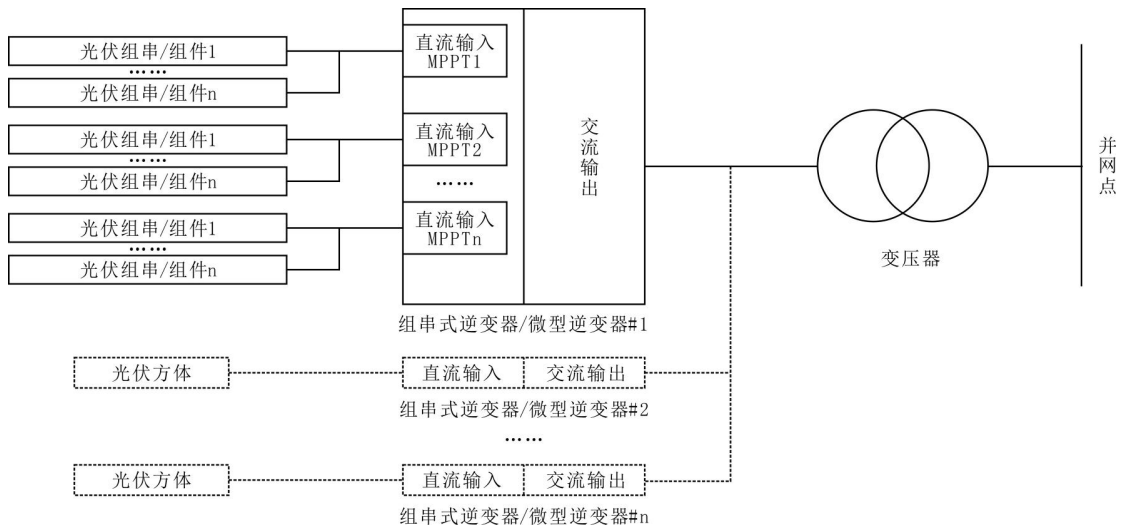 光伏组串/组件1
……
光伏组串/组件n
光伏组串/组件1
……
光伏组串/组件n
光伏组串/组件1
……
光伏组串/组件n
直流输入
MPPT1
直流输入
MPPT2
……
直流输入
MPPTn
交流输出
组串式逆变器/微型逆变器#1
变压器
并网点
光伏方体
直流输入
交流输出
组串式逆变器/微型逆变器#2
……
光伏方体
直流输入
交流输出
组串式逆变器/微型逆变器#n